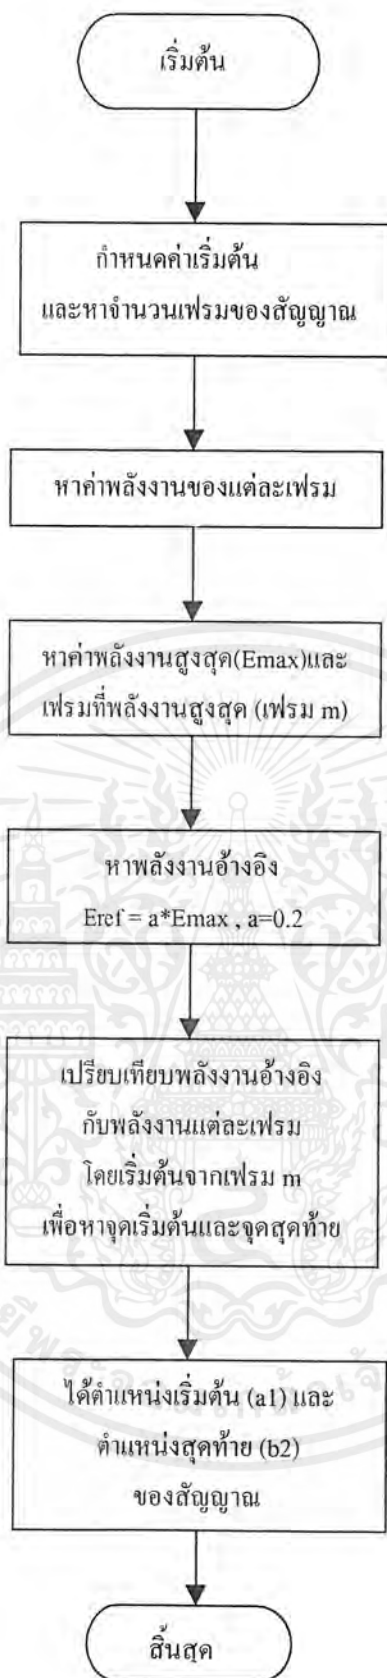 เริ่มต้น
กำหนดค่าเริ่มต้น
และหาจำนวนเฟรมของสัญญาณ
หาค่าพลังงานของแต่ละเฟรม
หาค่าพลังงานสูงสุด(Emax)และ
เฟรมที่พลังงานสูงสุด (เฟรม m)
หาพลังงานอ้างอิง
Eref = a*Emax , a=0.2
เปรียบเทียบพลังงานอ้างอิง
กับพลังงานแต่ละเฟรม
โดยเริ่มต้นจากเฟรม m
เพื่อหาจุดเริ่มต้นและจุดสุดท้าย
ได้ตำแหน่งเริ่มต้น (a1) และ
ตำแหน่งสุดท้าย (b2)
ของสัญญาณ
สิ้นสุด